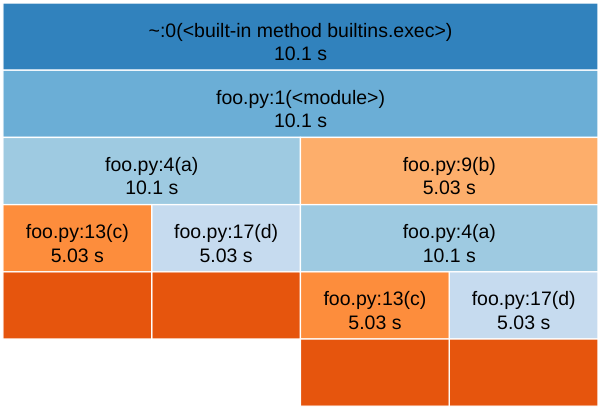 ~:0(<built-in method builtins.exec>)
10.1 s
foo.py:1(<module>)
10.1 s
foo.py:4(a)
10.1 s
foo.py:9(b)
5.03 s
foo.py:13(c)
5.03 s
foo.py:17(d)
5.03 s
foo.py:4(a)
10.1 s
foo.py:13(c)
5.03 s
foo.py:17(d)
5.03 s